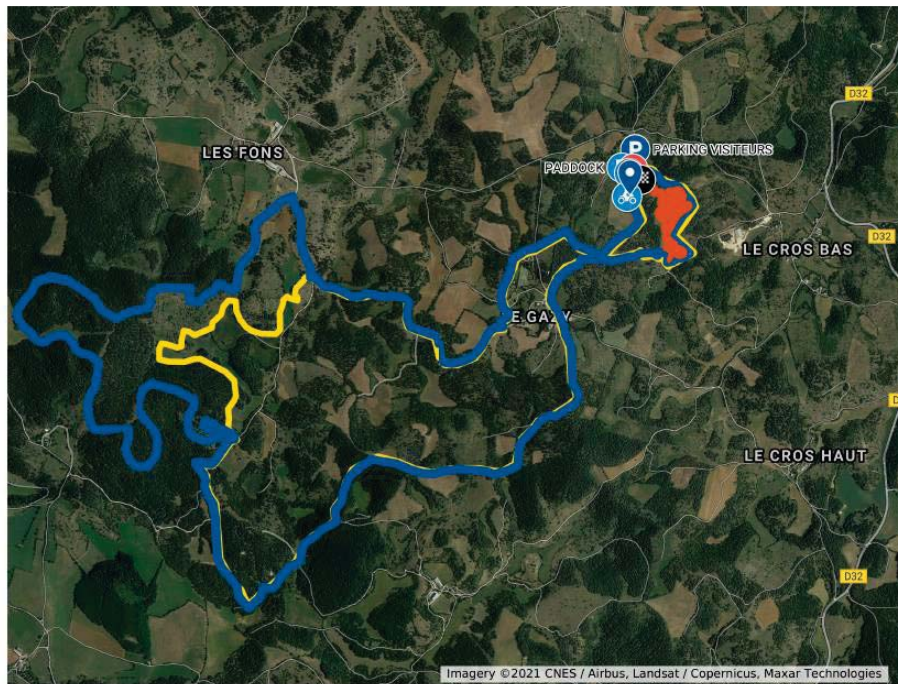 D32
LES FONS
P
PARKING VISITEURS
PADDOCK
D32
LE CROS BAS
E GAZY
LE CROS HAUT
D32
Imagery ©2021 CNES / Airbus, Landsat / Copernicus, Maxar Technologies